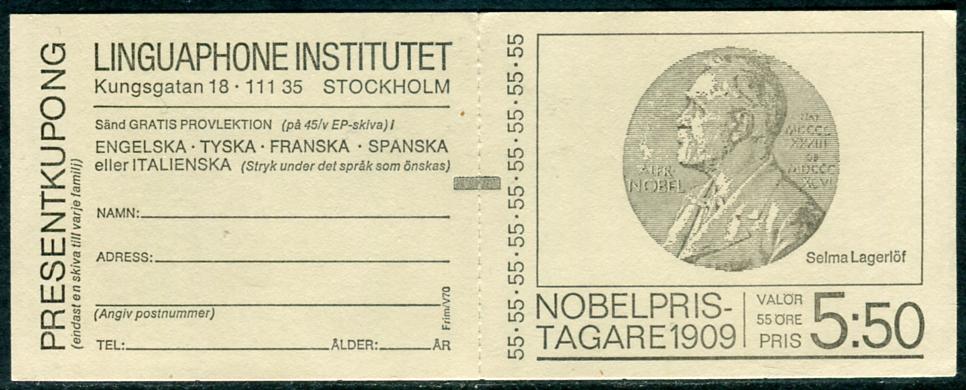 PRESENTKUPONG
(endast en skiva till varje familj)
LINGUAPHONE INSTITUTET
Kungsgatan 18 · 111 35 STOCKHOLM
Sänd GRATIS PROVLEKTION (på 45/v EP-skiva) i
ENGELSKA · TYSKA · FRANSKA · SPANSKA
eller ITALIENSKA (Stryk under det språk som önskas)
NAMN:
ADRESS:
(Angiv postnummer)
TEL: ÅLDER: ÅR
Frim/V70
55·55·55·55·55·55·55·55·55·55
ALFR·
NOBEL
NAT
MDCCC
XXXIII
OB
MDCCC
XCVI
Selma Lagerlöf
NOBELPRIS-
TAGARE 1909
VALÖR
55 ÖRE
PRIS
5:50